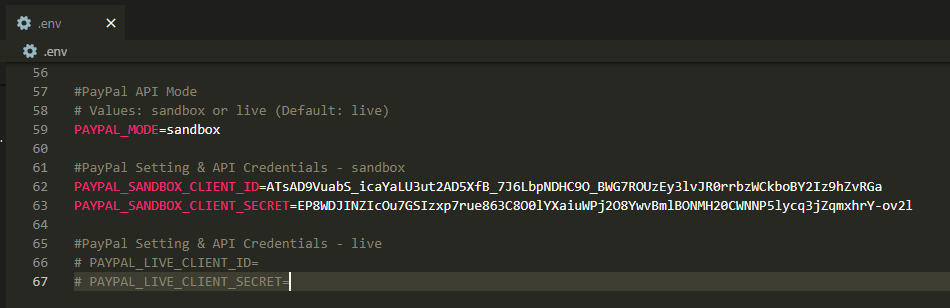 .env ×
.env
56
57 #PayPal API Mode
58 # Values: sandbox or live (Default: live)
59 PAYPAL_MODE=sandbox
60
61 #PayPal Setting & API Credentials - sandbox
62 PAYPAL_SANDBOX_CLIENT_ID=ATsAD9VuabS_icaYaLU3ut2AD5XfB_7J6LbpNDHC9O_BWG7ROUzEy3lvJR0rrbzWCkboBY2Iz9hZvRGa
63 PAYPAL_SANDBOX_CLIENT_SECRET=EP8WDJINZIcOu7GSIzxp7rue863C8O0lYXaiuWPj2O8YwvBmlBONMH20CWNNP5lycq3jZqmxhrY-ov2l
64
65 #PayPal Setting & API Credentials - live
66 # PAYPAL_LIVE_CLIENT_ID=
67 # PAYPAL_LIVE_CLIENT_SECRET=